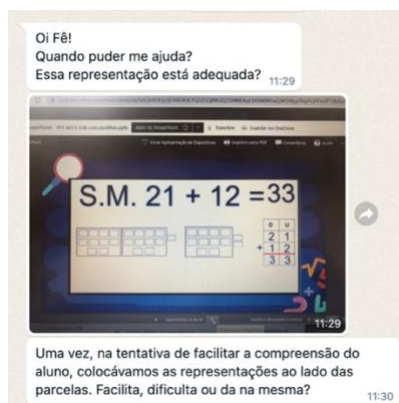 Oi Fê!
Quando puder me ajuda?
Essa representação está adequada?
11:29
S.M. 21 + 12 =33
D U
2 1
+ 1 2
3 3
11:29
Uma vez, na tentativa de facilitar a compreensão do
aluno, colocávamos as representações ao lado das
parcelas. Facilita, dificulta ou da na mesma?
11:30